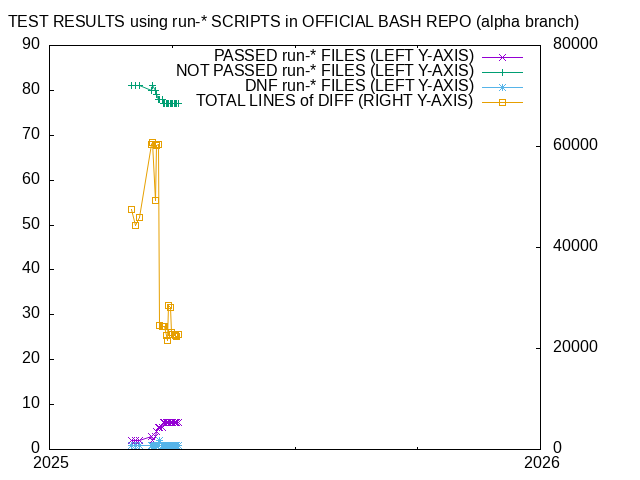 TEST RESULTS using run-* SCRIPTS in OFFICIAL BASH REPO (alpha branch)
90 80000
PASSED run-* FILES (LEFT Y-AXIS)
NOT PASSED run-* FILES (LEFT Y-AXIS)
80
DNF run-* FILES (LEFT Y-AXIS)
TOTAL LINES of DIFF (RIGHT Y-AXIS)
70
60000
60
50
40000
40
30
20000
20
10
0 0
2025 2026